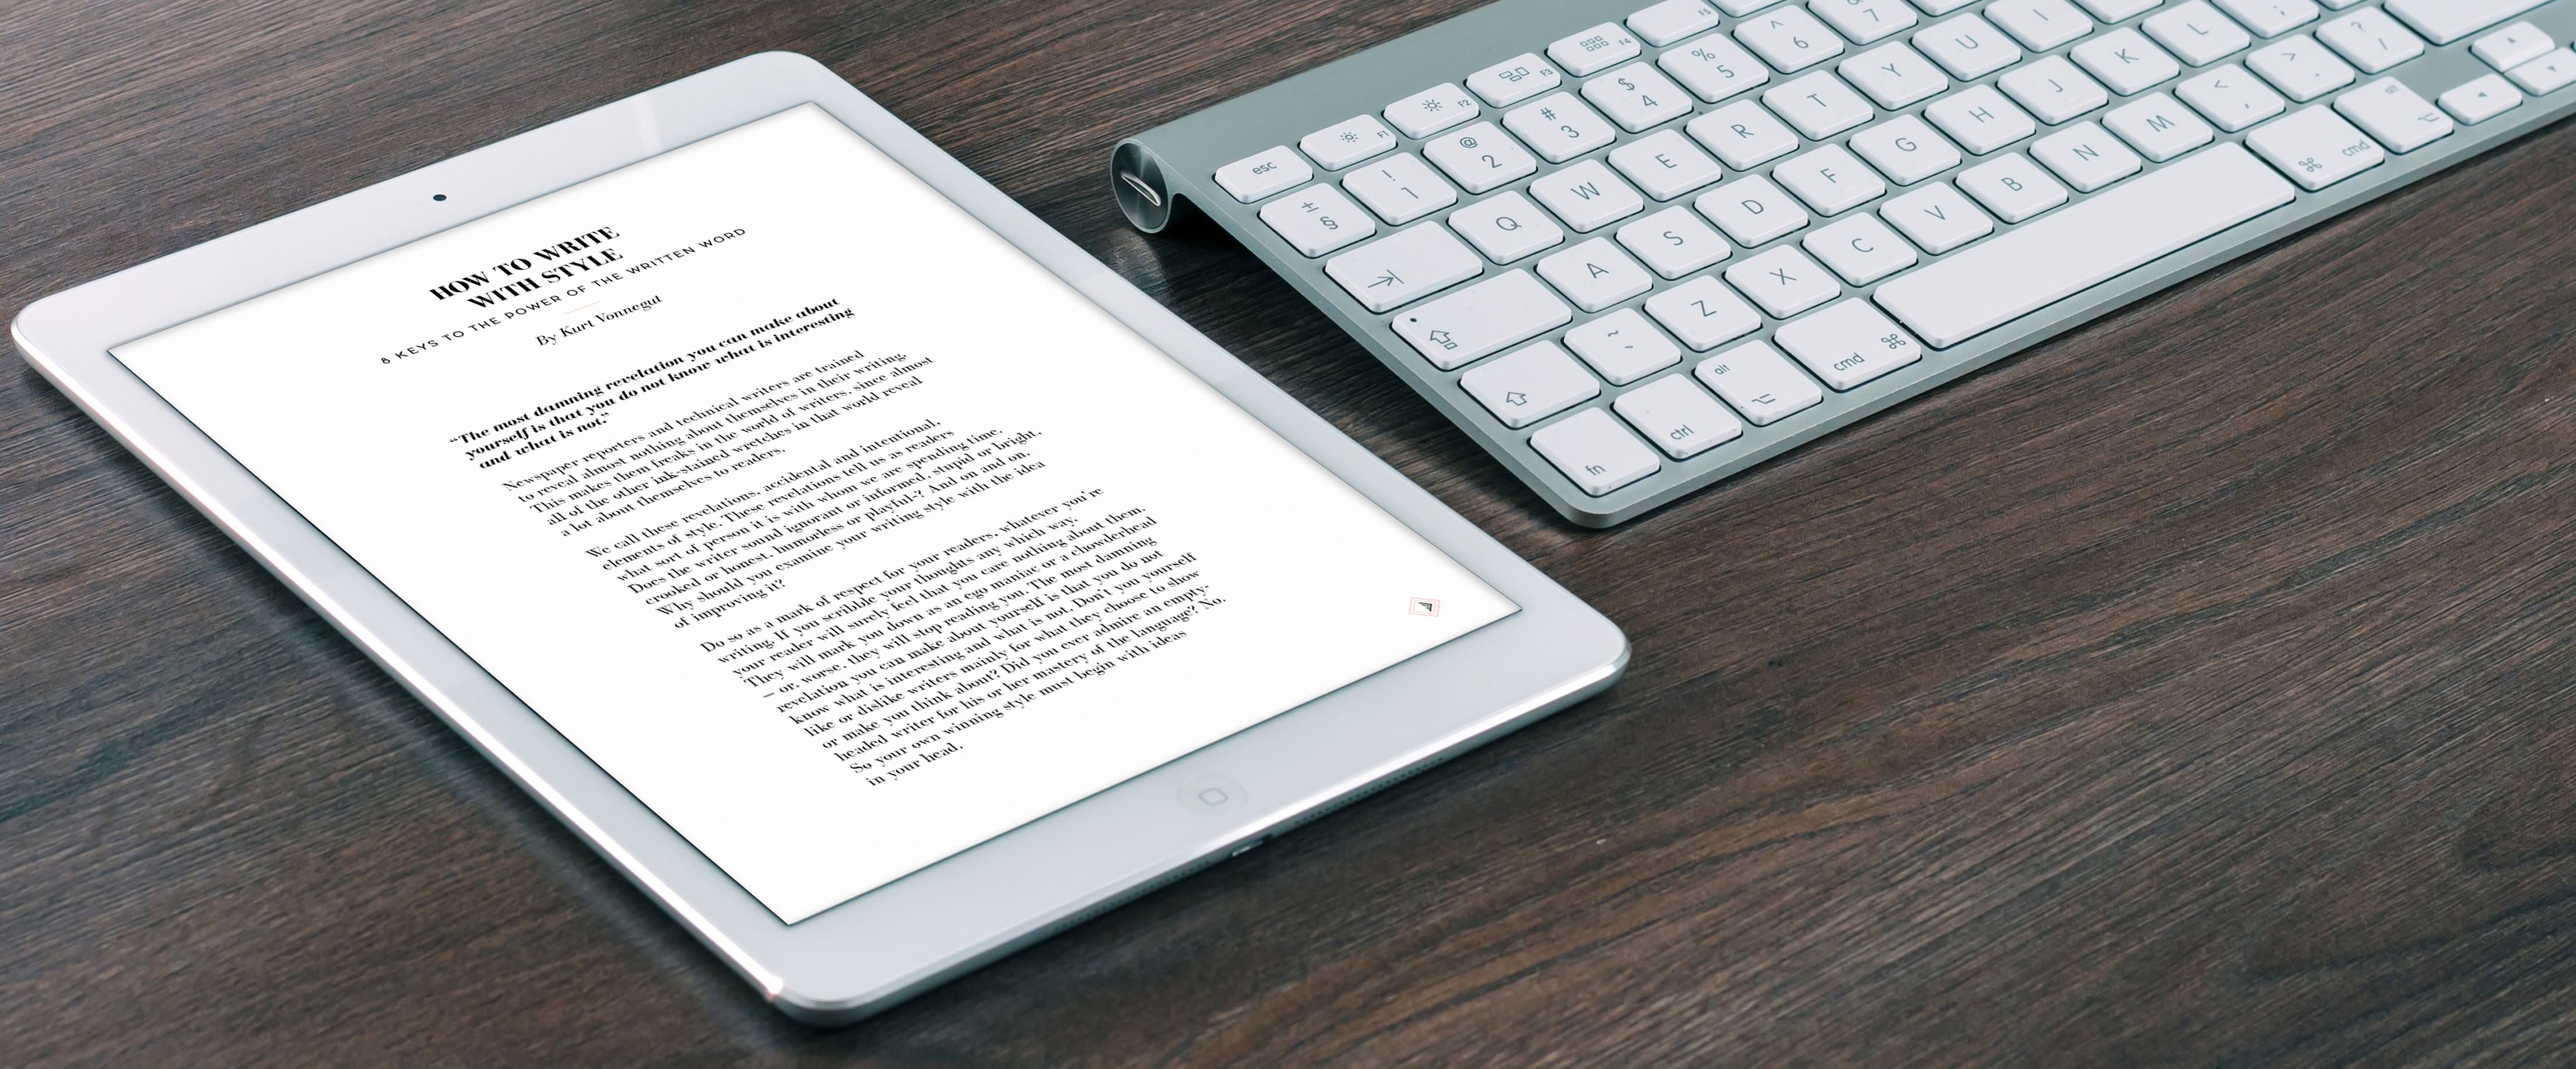 HOW TO WRITE
WITH STYLE
8 KEYS TO THE POWER OF THE WRITTEN WORD
By Kurt Vonnegut
“The most damning revelation you can make about
yourself is that you do not know what is interesting
and what is not.”
Newspaper reporters and technical writers are trained
to reveal almost nothing about themselves in their writing.
This makes them freaks in the world of writers, since almost
all of the other ink-stained wretches in that world reveal
a lot about themselves to readers.
We call these revelations, accidental and intentional,
elements of style. These revelations tell us as readers
what sort of person it is with whom we are spending time.
Does the writer sound ignorant or informed, stupid or bright,
crooked or honest, humorless or playful-? And on and on.
Why should you examine your writing style with the idea
of improving it?
Do so as a mark of respect for your readers, whatever you're
writing. If you scribble your thoughts any which way,
your reader will surely feel that you care nothing about them.
They will mark you down as an ego maniac or a chowderhead
— or, worse, they will stop reading you. The most damning
revelation you can make about yourself is that you do not
know what is interesting and what is not. Don't you yourself
like or dislike writers mainly for what they choose to show
or make you think about? Did you ever admire an empty-
headed writer for his or her mastery of the language? No.
So your own winning style must begin with ideas
in your head.
esc F1 F2 F3 F4 F5
± § ! 1 @ 2 # 3 $ 4 % 5 ^ 6 & 7
Q W E R T Y U I
A S D F G H J K L ; 
~ Z X C V B N M < , > . ? /
fn ctrl alt ⌥ cmd ⌘ ⌘ cmd alt ⌥